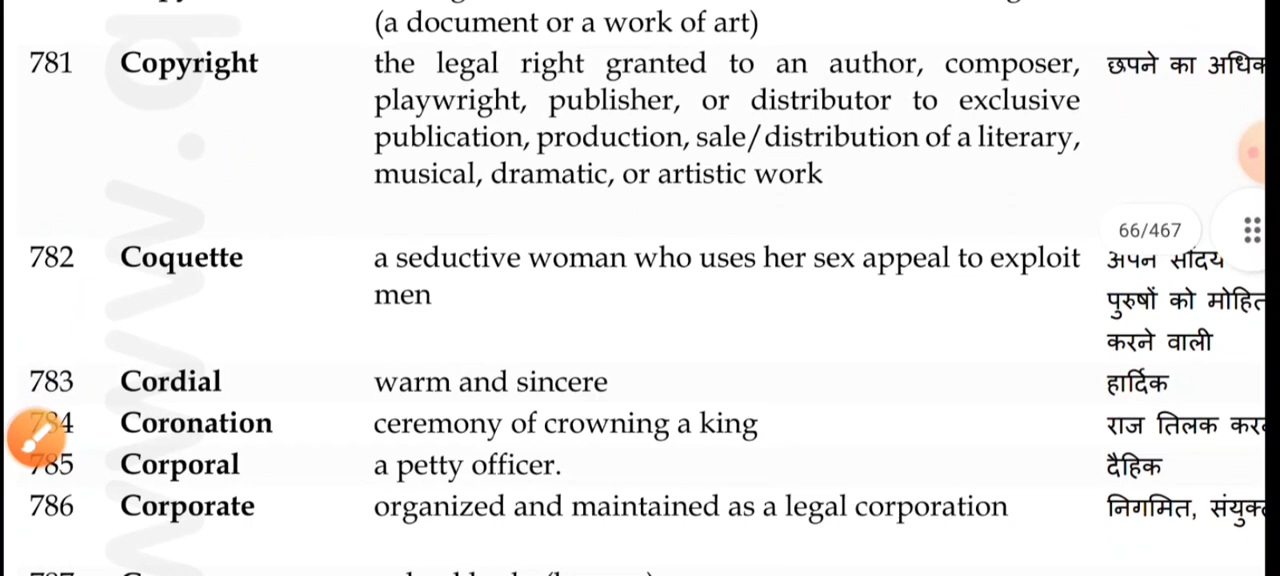 (a document or a work of art)
781 Copyright the legal right granted to an author, composer, छपने का
playwright, publisher, or distributor to exclusive
publication, production, sale/distribution of a literary,
musical, dramatic, or artistic work
66/467
782 Coquette a seductive woman who uses her sex appeal to exploit
men पुरुषों को
करने वाली
783 Cordial warm and sincere हार्दिक
784 Coronation ceremony of crowning a king राज तिलक
785 Corporal a petty officer. दैहिक
786 Corporate organized and maintained as a legal corporation निगमित,
www.